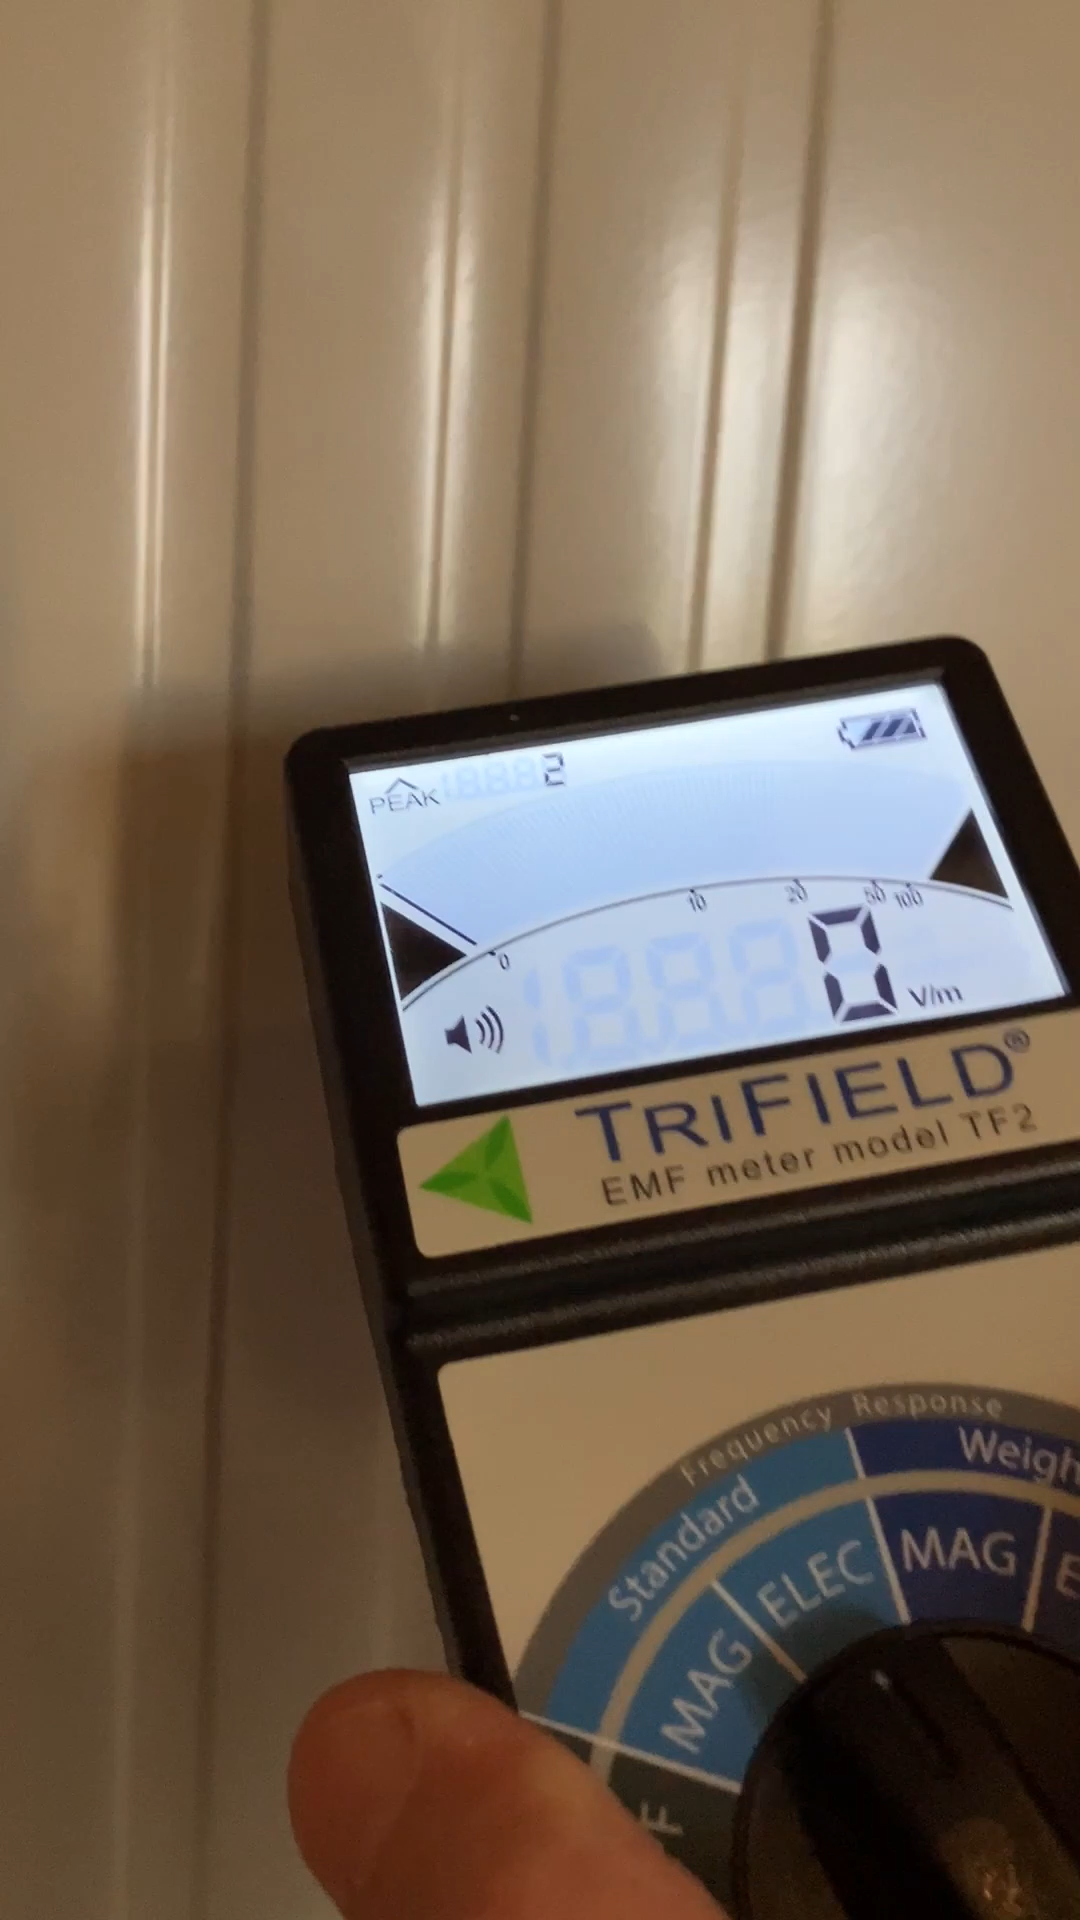 PEAK 2
10 20 50 100
0
0 V/m
TRIFIELD®
EMF meter model TF2
Frequency Response
Standard
Weigh
MAG
ELEC
MAG
E
F